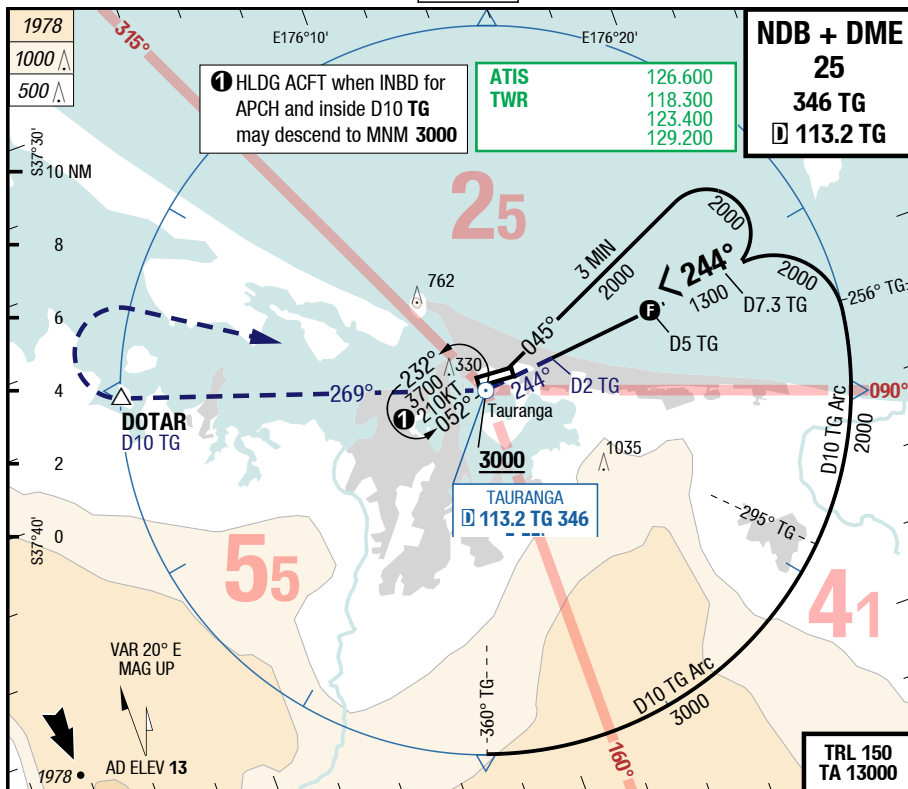 1978
1000
500
315°
E176°10'
E176°20'
NDB + DME
25
346 TG
D 113.2 TG
1 HLDG ACFT when INBD for
APCH and inside D10 TG
may descend to MNM 3000
ATIS 126.600
TWR 118.300
123.400
129.200
S37°30'
10 NM
8
6
4
2
0
S37°40'
25
762
3 MIN
2000
2000
244°
1300
D7.3 TG
2000
256° TG
F
D5 TG
045°
232°
3700
210KT
1
052°
330
244°
D2 TG
Tauranga
269°
DOTAR
D10 TG
090°
D10 TG Arc
2000
3000
1035
TAURANGA
D 113.2 TG 346
295° TG
55
41
VAR 20° E
MAG UP
AD ELEV 13
1978
360° TG
D10 TG Arc
3000
160°
TRL 150
TA 13000